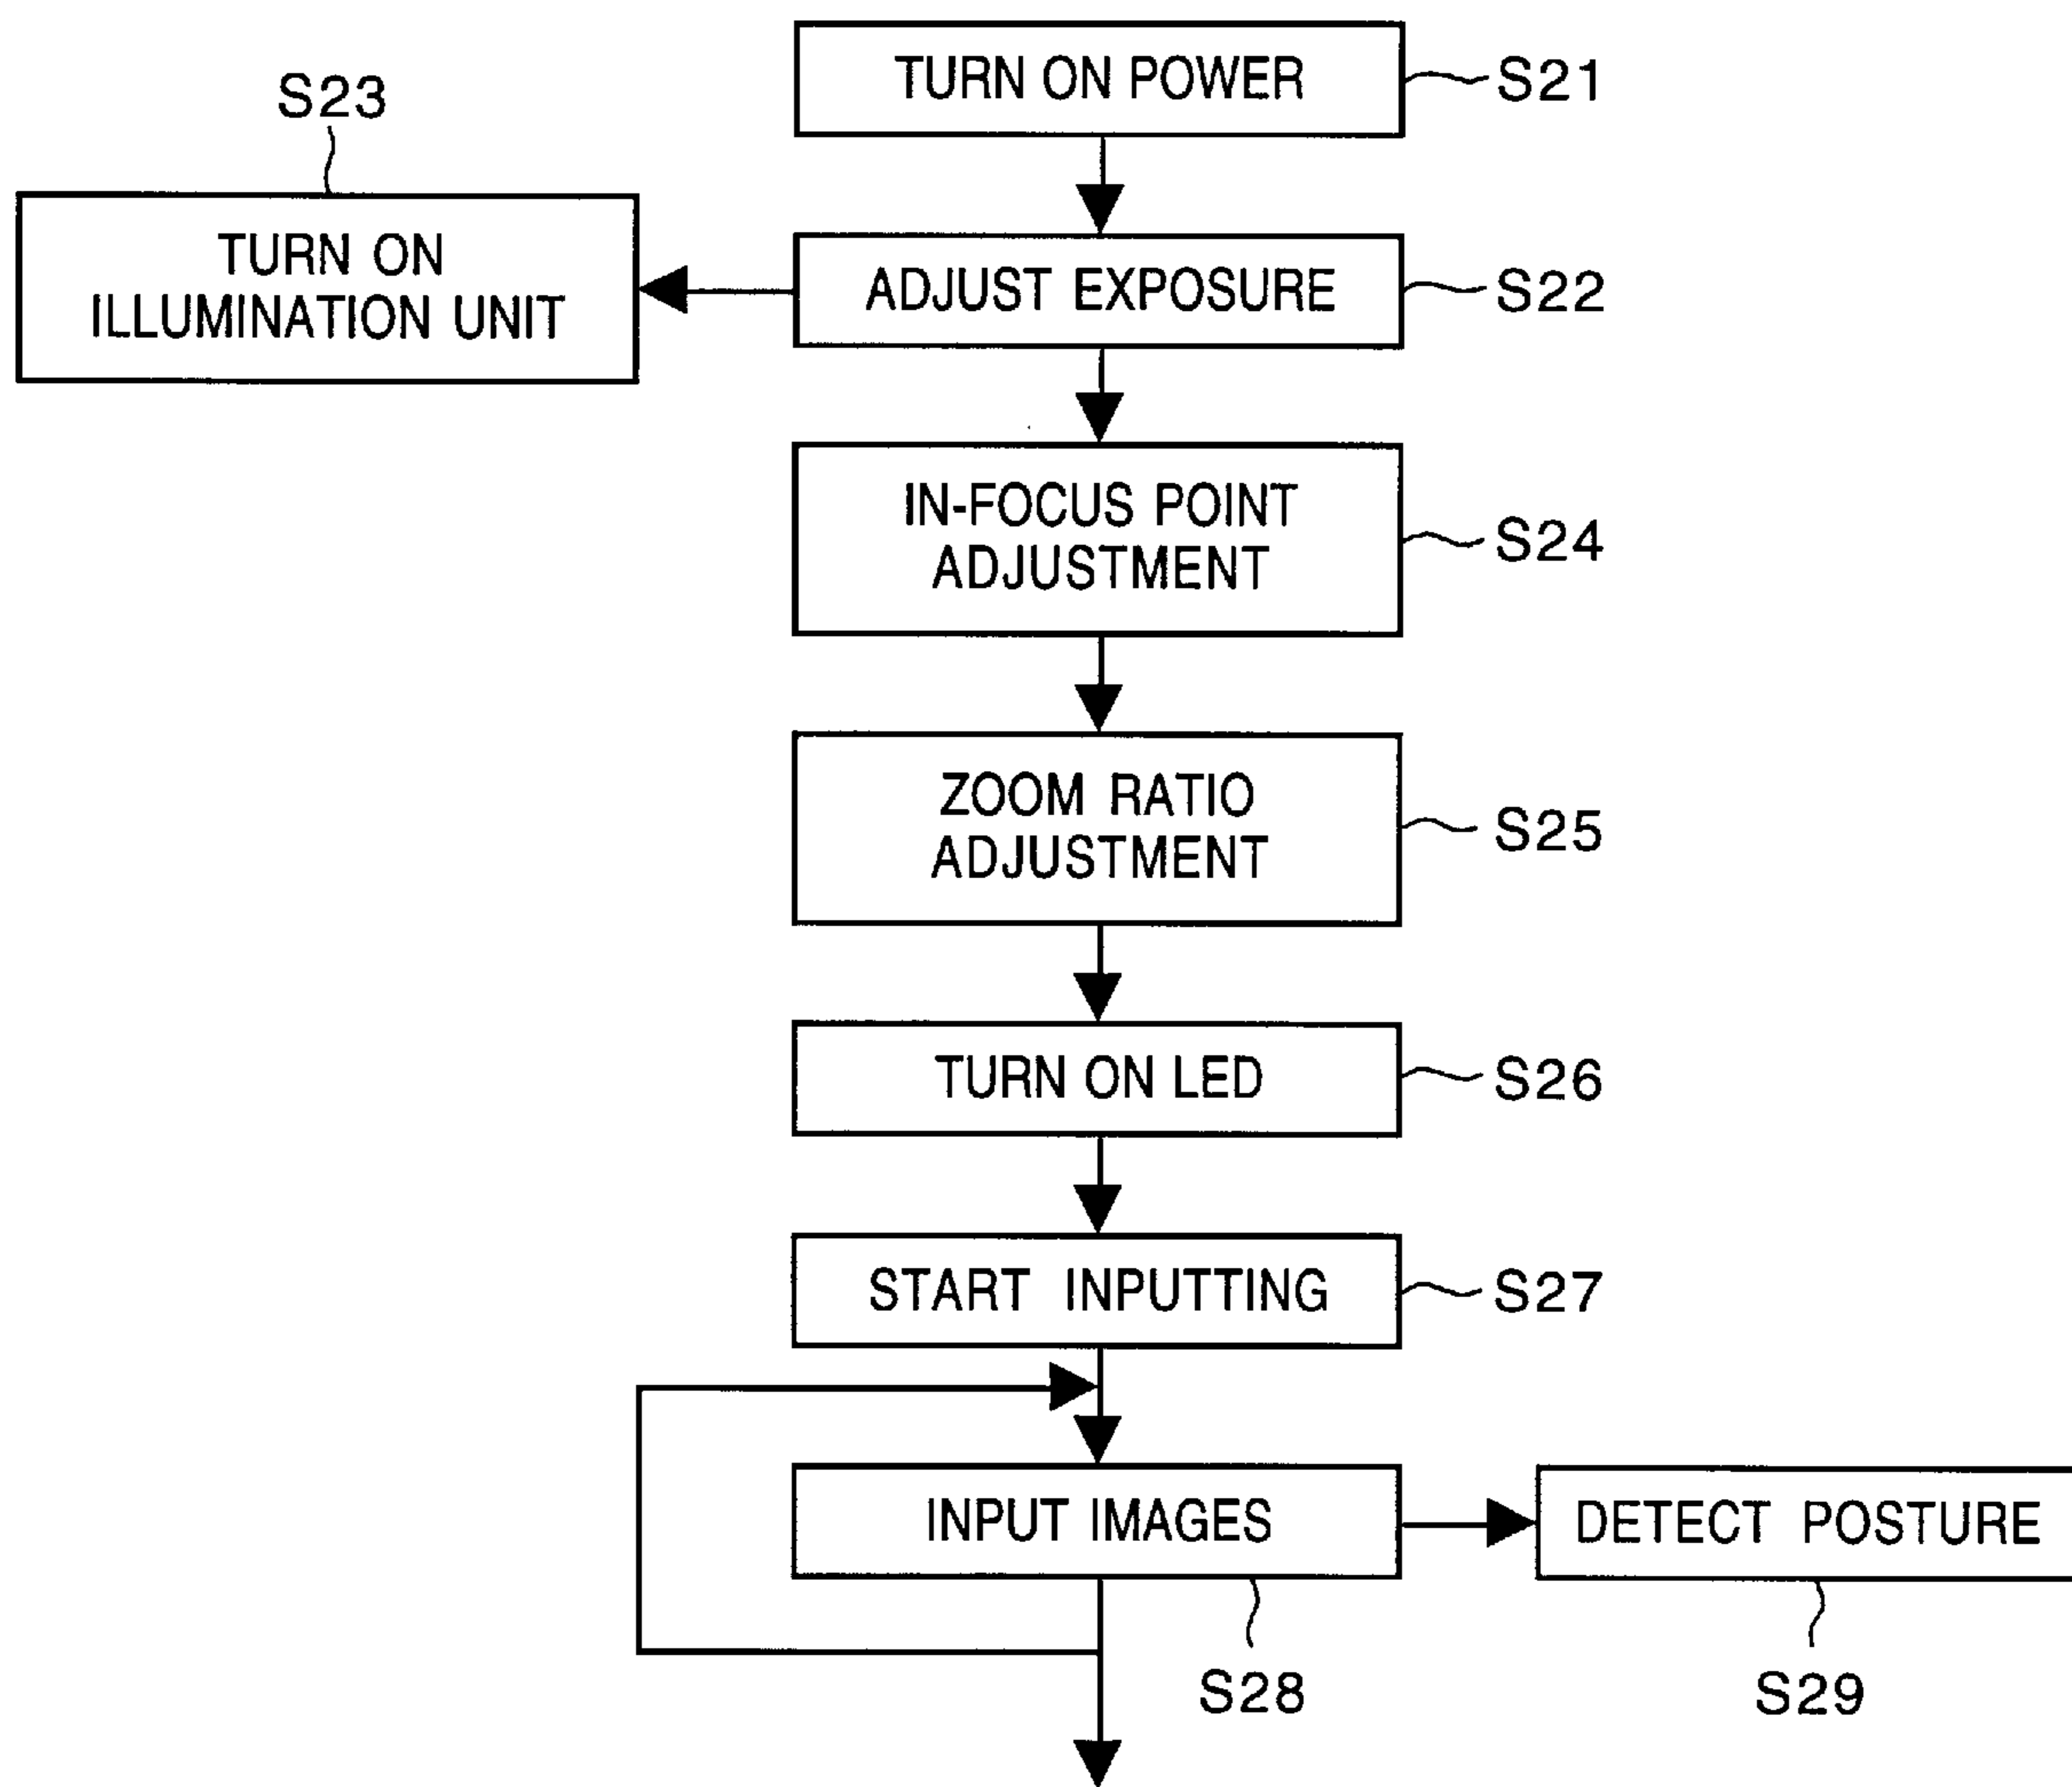 TURN ON POWER
S21
S23
TURN ON
ILLUMINATION UNIT
ADJUST EXPOSURE
S22
IN-FOCUS POINT
ADJUSTMENT
S24
ZOOM RATIO
ADJUSTMENT
S25
TURN ON LED
S26
START INPUTTING
S27
INPUT IMAGES
DETECT POSTURE
S28
S29